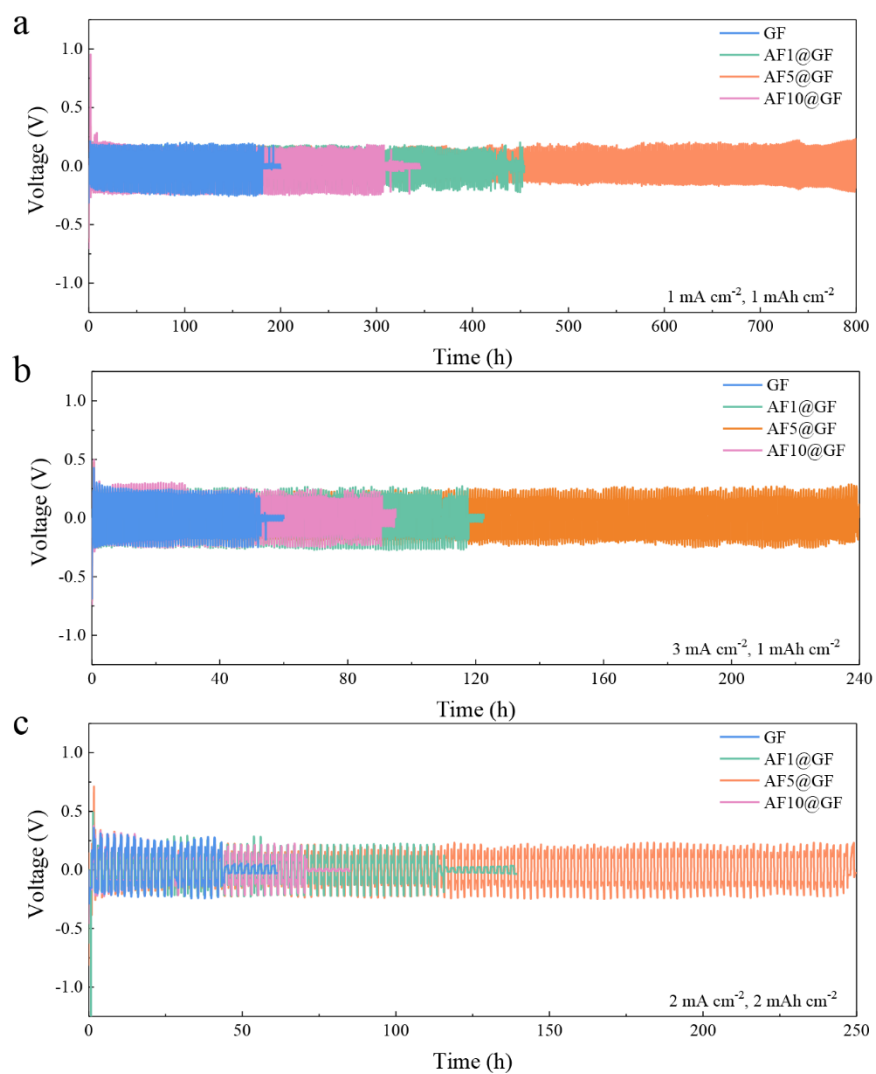 a
GF
AF1@GF
AF5@GF
AF10@GF
1.0
0.5
0.0
-0.5
-1.0
Voltage (V)
1 mA cm⁻², 1 mAh cm⁻²
0 100 200 300 400 500 600 700 800
Time (h)
b
GF
AF1@GF
AF5@GF
AF10@GF
1.0
0.5
0.0
-0.5
-1.0
Voltage (V)
3 mA cm⁻², 1 mAh cm⁻²
0 40 80 120 160 200 240
Time (h)
c
GF
AF1@GF
AF5@GF
AF10@GF
1.0
0.5
0.0
-0.5
-1.0
Voltage (V)
2 mA cm⁻², 2 mAh cm⁻²
0 50 100 150 200 250
Time (h)